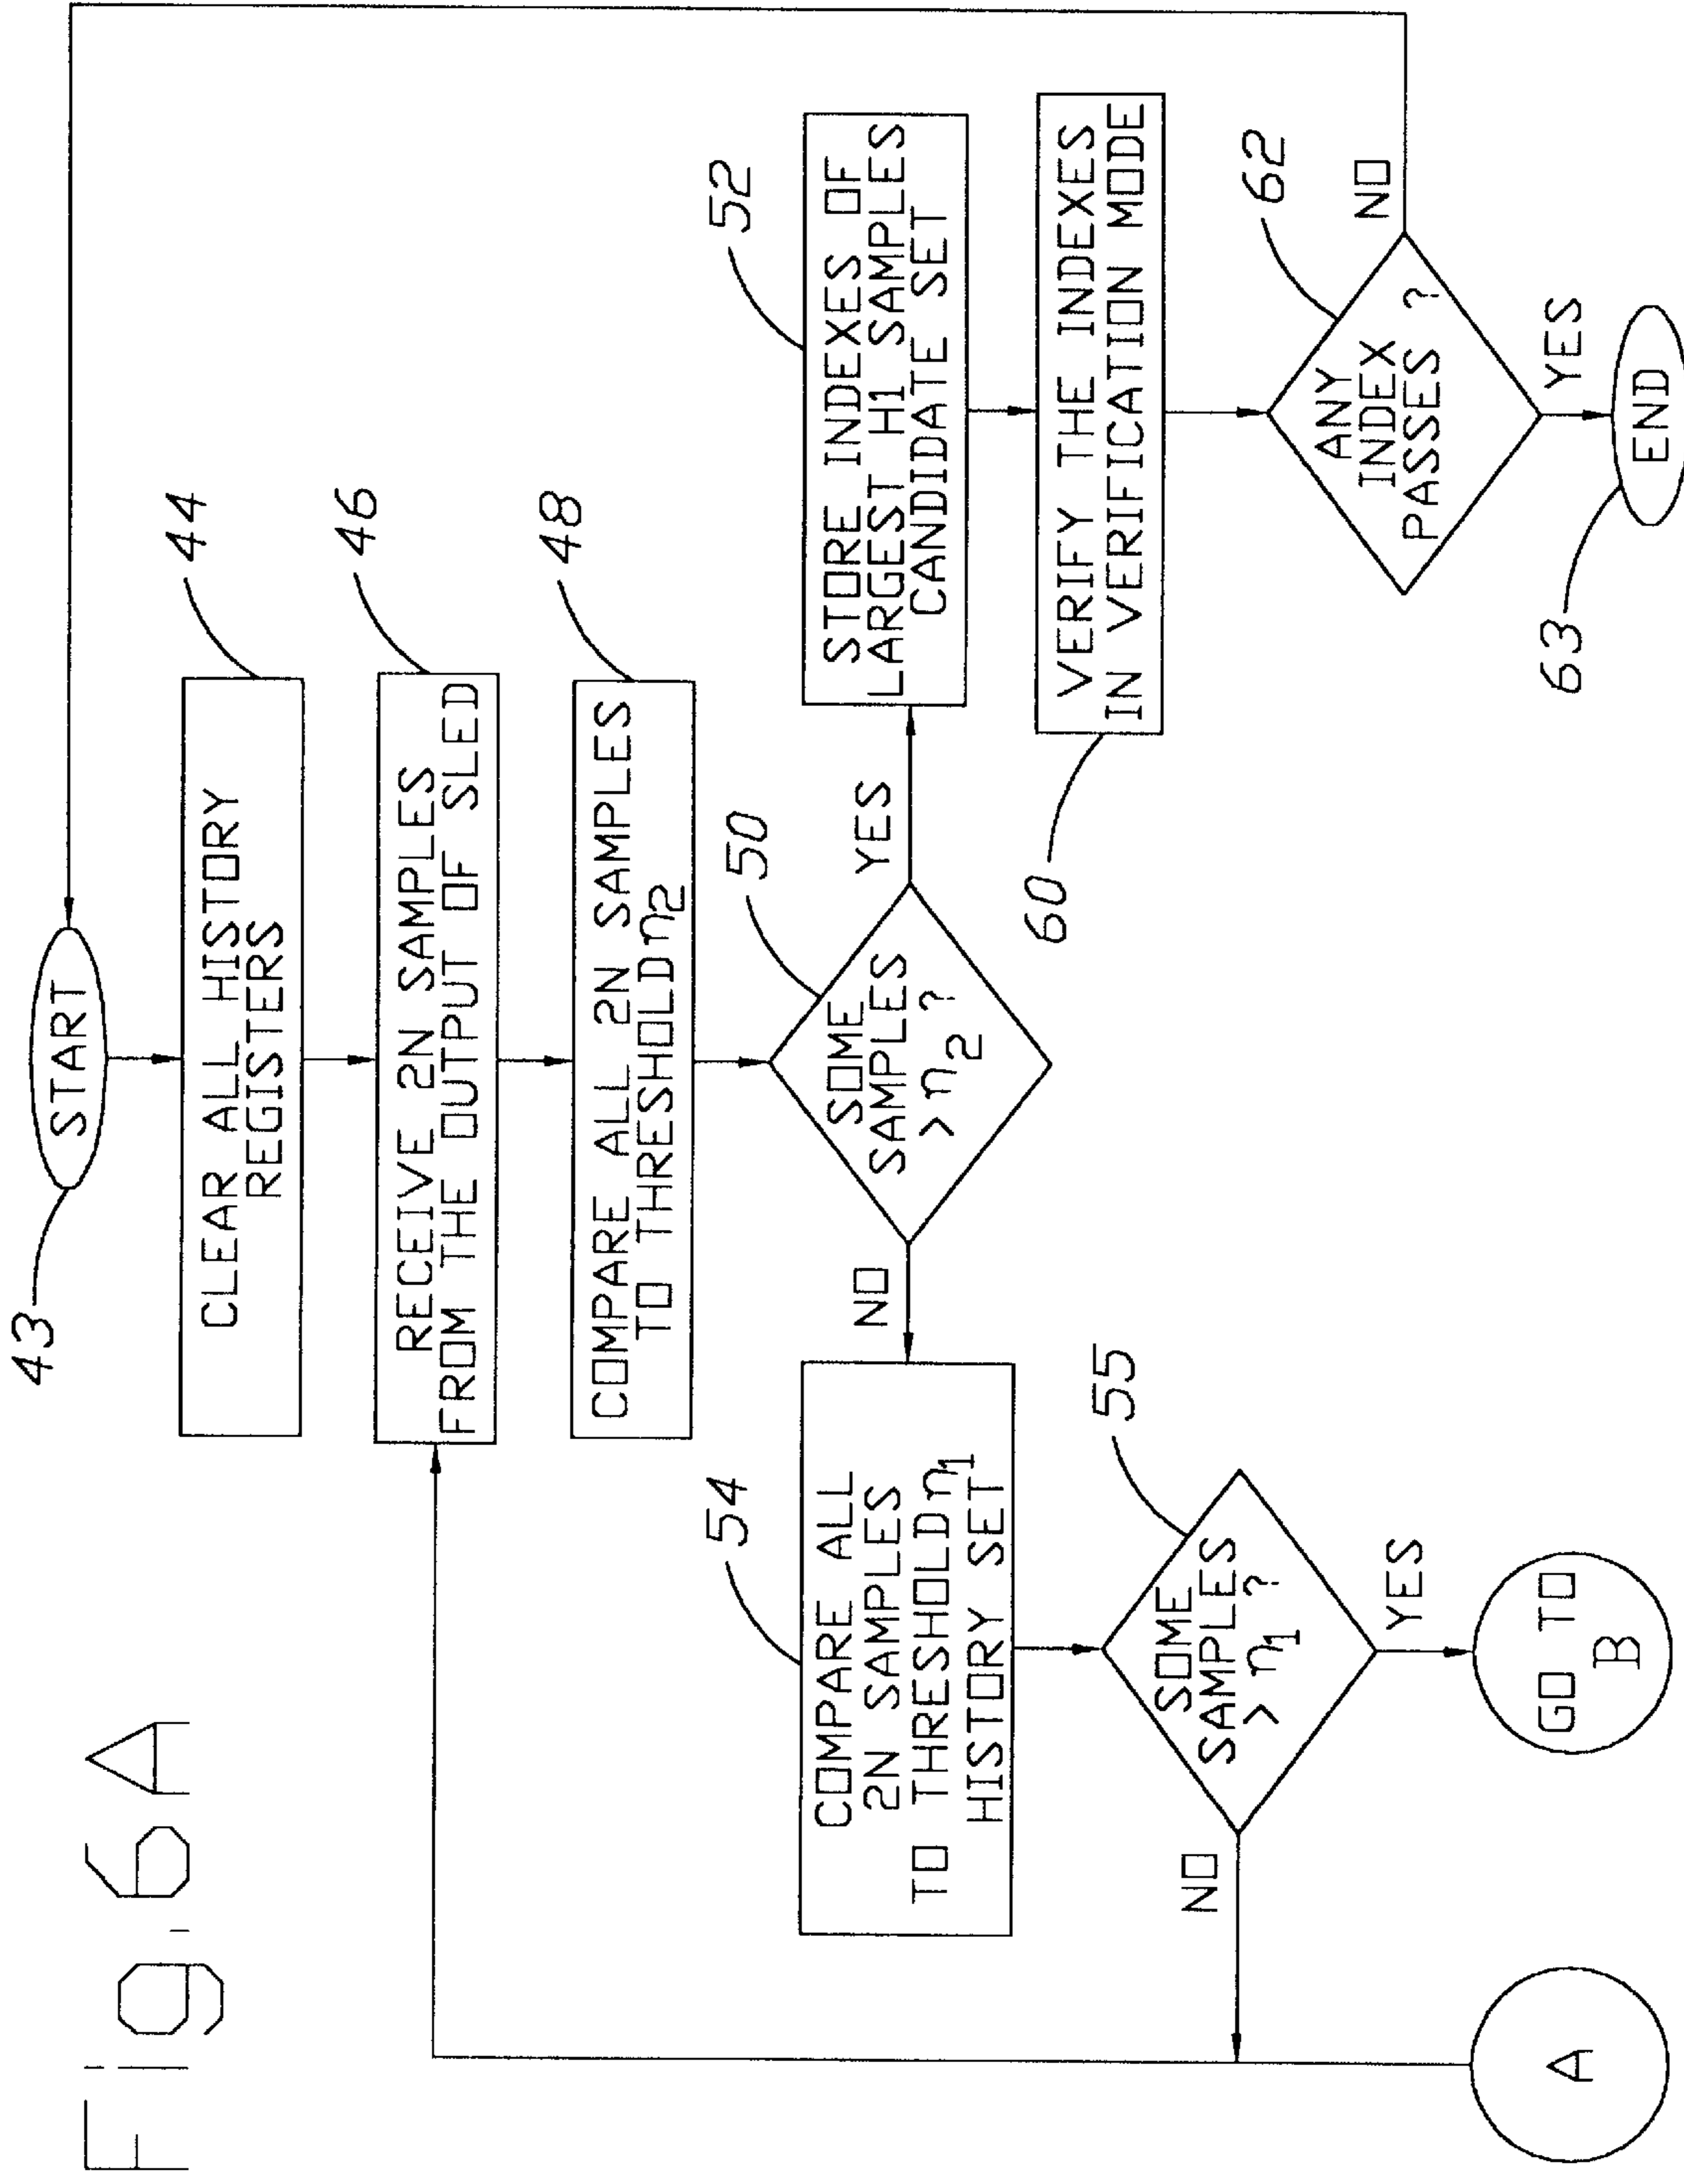 Fig. 6A
43
START
44
CLEAR ALL HISTORY
REGISTERS
46
RECEIVE 2N SAMPLES
FROM THE OUTPUT OF SLED
48
COMPARE ALL 2N SAMPLES
TO THRESHOLD η2
50
SOME
SAMPLES
> η2 ?
NO
YES
54
COMPARE ALL
2N SAMPLES
TO THRESHOLD η1
HISTORY SET
52
STORE INDEXES OF
LARGEST H1 SAMPLES
CANDIDATE SET
55
SOME
SAMPLES
> η1 ?
NO
YES
60
VERIFY THE INDEXES
IN VERIFICATION MODE
62
ANY
INDEX
PASSES ?
NO
YES
A
GO TO
B
63
END